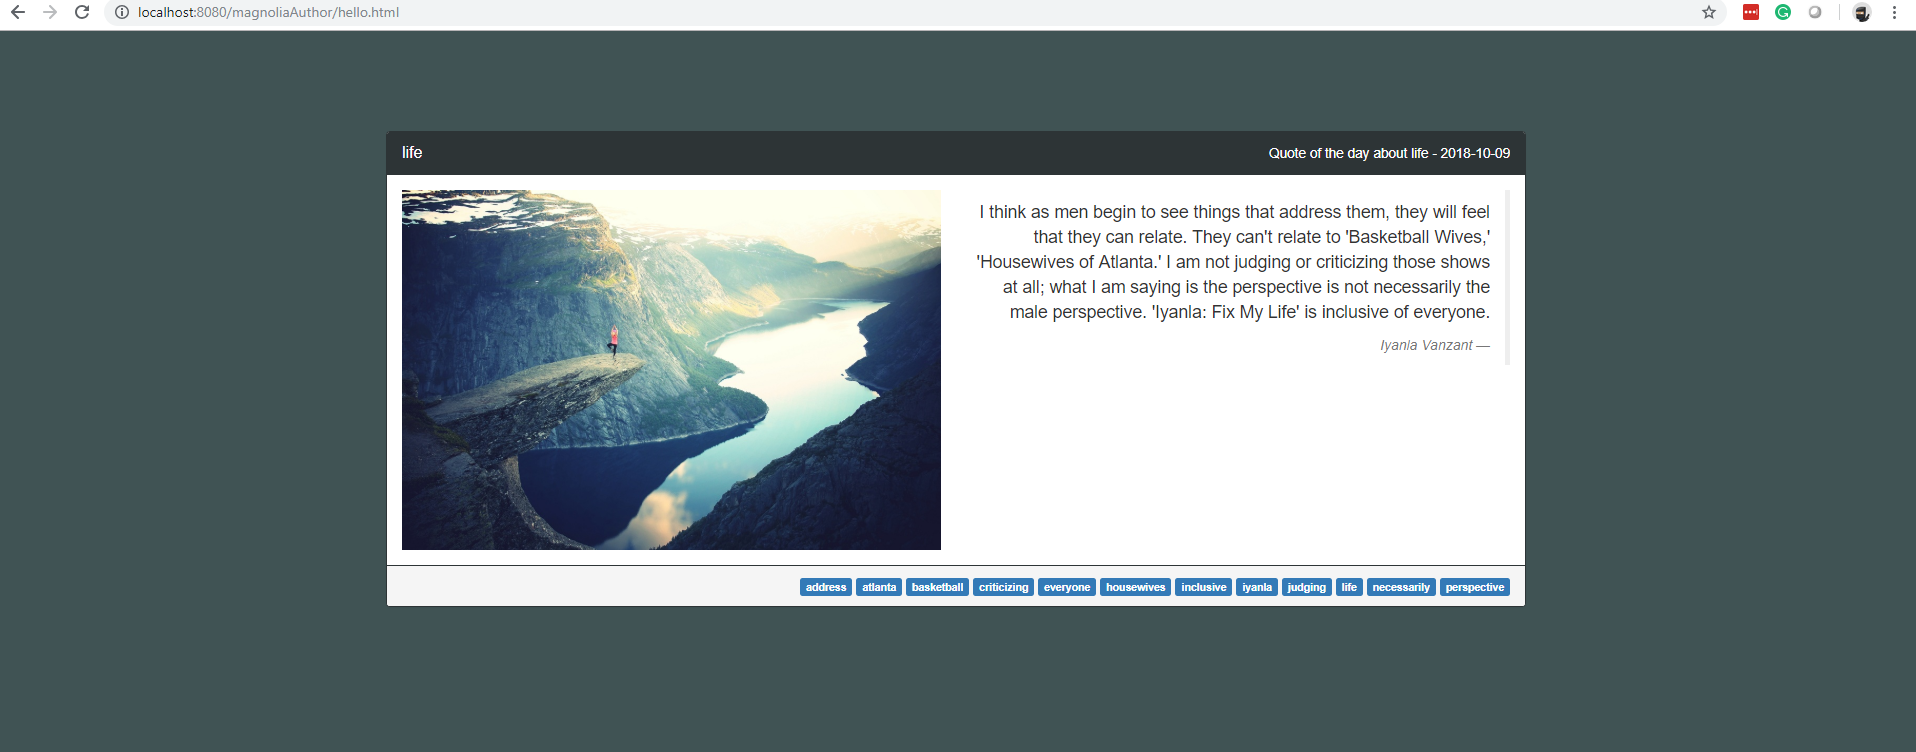 localhost:8080/magnoliaAuthor/hello.html
life
Quote of the day about life - 2018-10-09
I think as men begin to see things that address them, they will feel
that they can relate. They can't relate to 'Basketball Wives,'
'Housewives of Atlanta.' I am not judging or criticizing those shows
at all; what I am saying is the perspective is not necessarily the
male perspective. 'Iyanla: Fix My Life' is inclusive of everyone.
Iyanla Vanzant —
address atlanta basketball criticizing everyone housewives inclusive iyanla judging life necessarily perspective